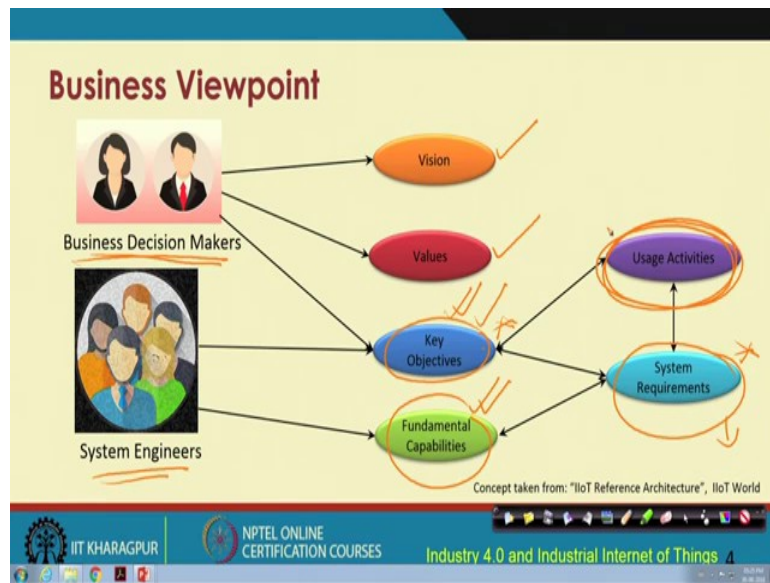 Business Viewpoint
Vision
Business Decision Makers
Values
Usage Activities
Key
Objectives
System
Requirements
Fundamental
Capabilities
System Engineers
Concept taken from: "IIoT Reference Architecture", IIoT World
IIT KHARAGPUR
NPTEL ONLINE
CERTIFICATION COURSES
Industry 4.0 and Industrial Internet of Things 4